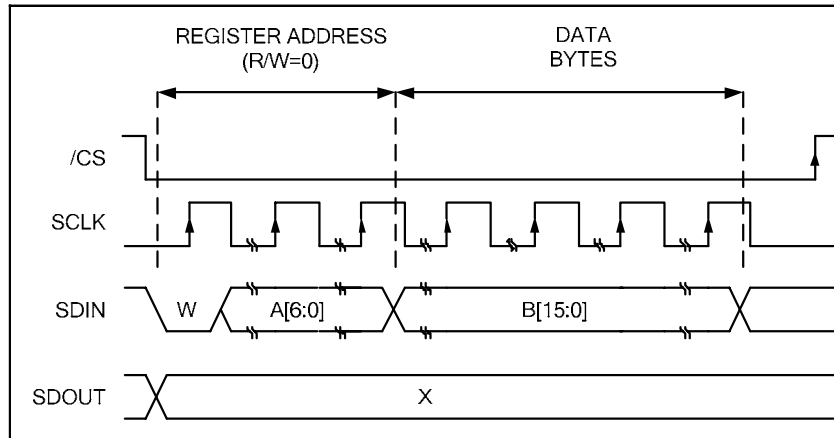 REGISTER ADDRESS
(R/W=0)
DATA
BYTES
/CS
SCLK
SDIN
W
A[6:0]
B[15:0]
SDOUT
X